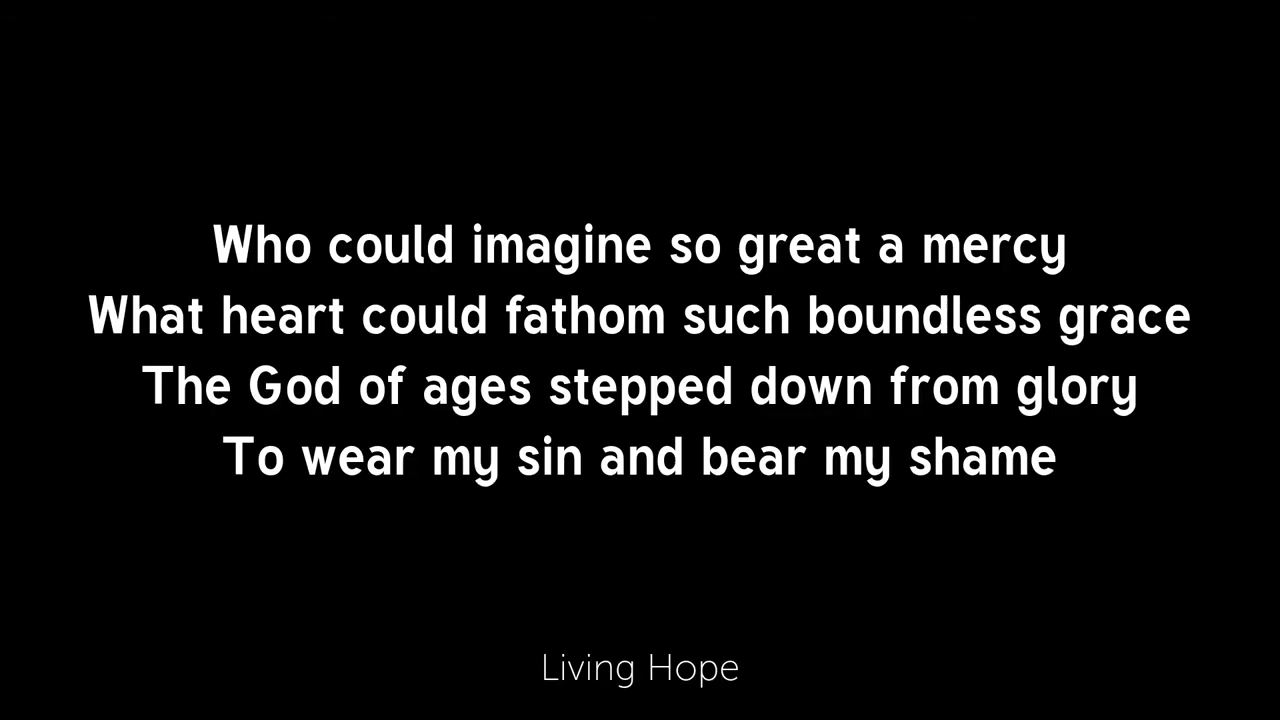 Who could imagine so great a mercy
What heart could fathom such boundless grace
The God of ages stepped down from glory
To wear my sin and bear my shame
Living Hope